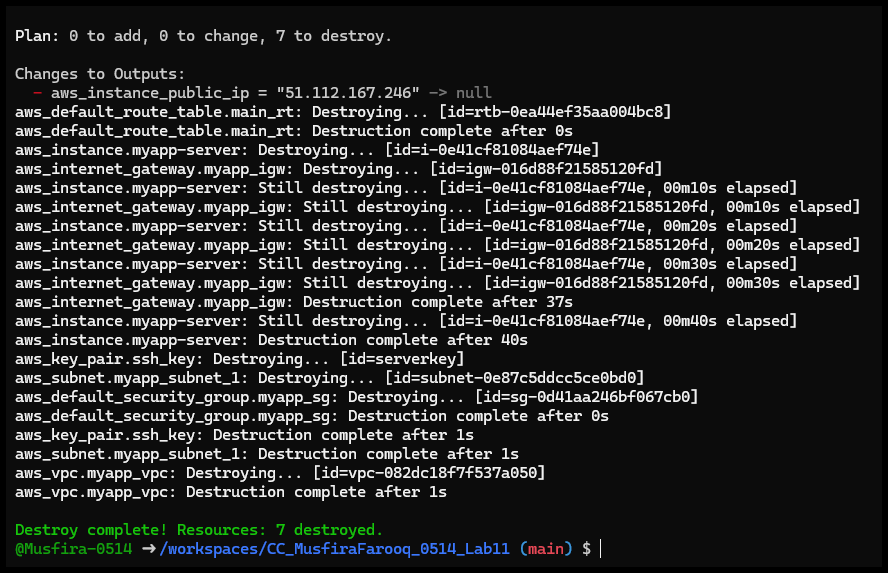 Plan: 0 to add, 0 to change, 7 to destroy.
Changes to Outputs:
- aws_instance_public_ip = "51.112.167.246" -> null
aws_default_route_table.main_rt: Destroying... [id=rtb-0ea44ef35aa004bc8]
aws_default_route_table.main_rt: Destruction complete after 0s
aws_instance.myapp-server: Destroying... [id=i-0e41cf81084aef74e]
aws_internet_gateway.myapp_igw: Destroying... [id=igw-016d88f21585120fd]
aws_instance.myapp-server: Still destroying... [id=i-0e41cf81084aef74e, 00m10s elapsed]
aws_internet_gateway.myapp_igw: Still destroying... [id=igw-016d88f21585120fd, 00m10s elapsed]
aws_instance.myapp-server: Still destroying... [id=i-0e41cf81084aef74e, 00m20s elapsed]
aws_internet_gateway.myapp_igw: Still destroying... [id=igw-016d88f21585120fd, 00m20s elapsed]
aws_instance.myapp-server: Still destroying... [id=i-0e41cf81084aef74e, 00m30s elapsed]
aws_internet_gateway.myapp_igw: Still destroying... [id=igw-016d88f21585120fd, 00m30s elapsed]
aws_internet_gateway.myapp_igw: Destruction complete after 37s
aws_instance.myapp-server: Still destroying... [id=i-0e41cf81084aef74e, 00m40s elapsed]
aws_instance.myapp-server: Destruction complete after 40s
aws_key_pair.ssh_key: Destroying... [id=serverkey]
aws_subnet.myapp_subnet_1: Destroying... [id=subnet-0e87c5ddcc5ce0bd0]
aws_default_security_group.myapp_sg: Destroying... [id=sg-0d41aa246bf067cb0]
aws_default_security_group.myapp_sg: Destruction complete after 0s
aws_key_pair.ssh_key: Destruction complete after 1s
aws_subnet.myapp_subnet_1: Destruction complete after 1s
aws_vpc.myapp_vpc: Destroying... [id=vpc-082dc18f7f537a050]
aws_vpc.myapp_vpc: Destruction complete after 1s
Destroy complete! Resources: 7 destroyed.
@Musfira-0514 ➜/workspaces/CC_MusfiraFarooq_0514_Lab11 (main) $